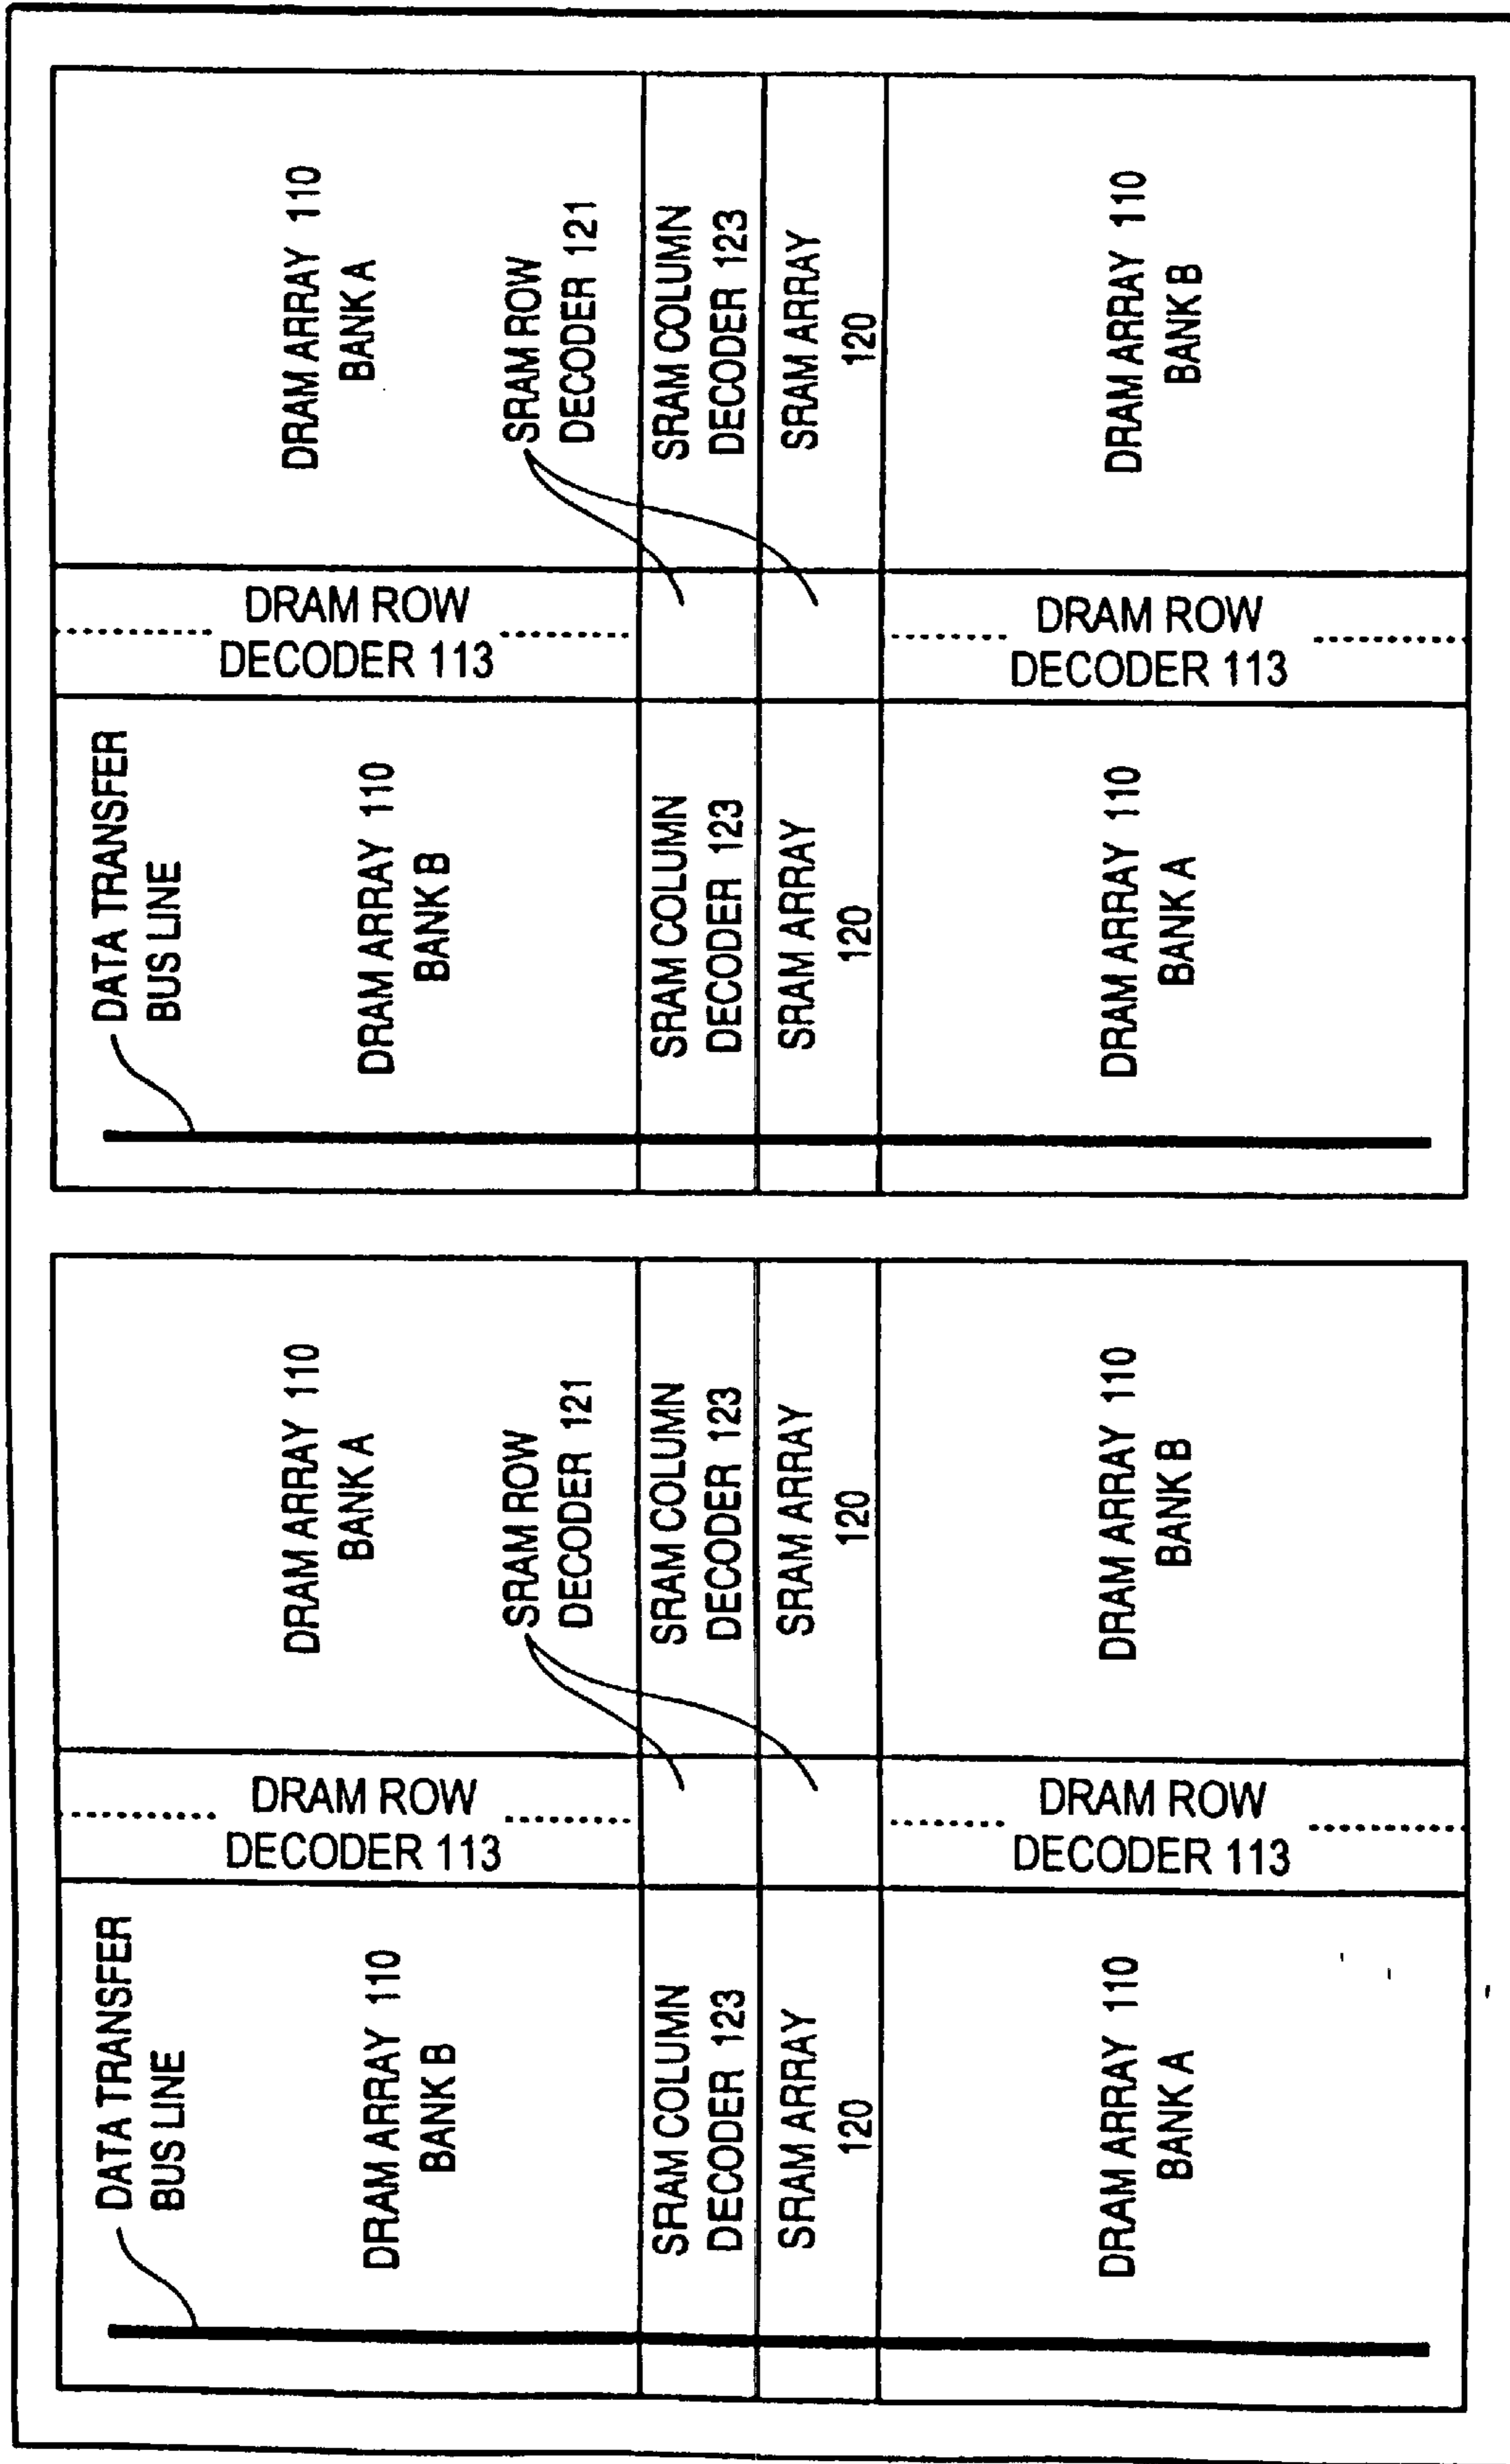 DATA TRANSFER
BUS LINE
DRAM ARRAY 110
BANK B
SRAM COLUMN
DECODER 123
SRAM ARRAY
120
DRAM ARRAY 110
BANK A
DRAM ROW
DECODER 113
DRAM ROW
DECODER 113
DRAM ARRAY 110
BANK A
SRAM ROW
DECODER 121
SRAM COLUMN
DECODER 123
SRAM ARRAY
120
DRAM ARRAY 110
BANK B
DATA TRANSFER
BUS LINE
DRAM ARRAY 110
BANK B
SRAM COLUMN
DECODER 123
SRAM ARRAY
120
DRAM ARRAY 110
BANK A
DRAM ROW
DECODER 113
DRAM ROW
DECODER 113
DRAM ARRAY 110
BANK A
SRAM ROW
DECODER 121
SRAM COLUMN
DECODER 123
SRAM ARRAY
120
DRAM ARRAY 110
BANK B